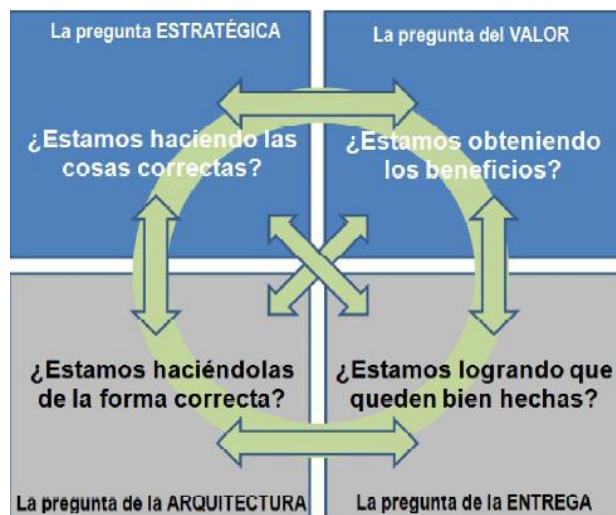 La pregunta ESTRATÉGICA
¿Estamos haciendo las
cosas correctas?
La pregunta del VALOR
¿Estamos obteniendo
los beneficios?
¿Estamos haciéndolas
de la forma correcta?
La pregunta de la ARQUITECTURA
¿Estamos logrando que
queden bien hechas?
La pregunta de la ENTREGA